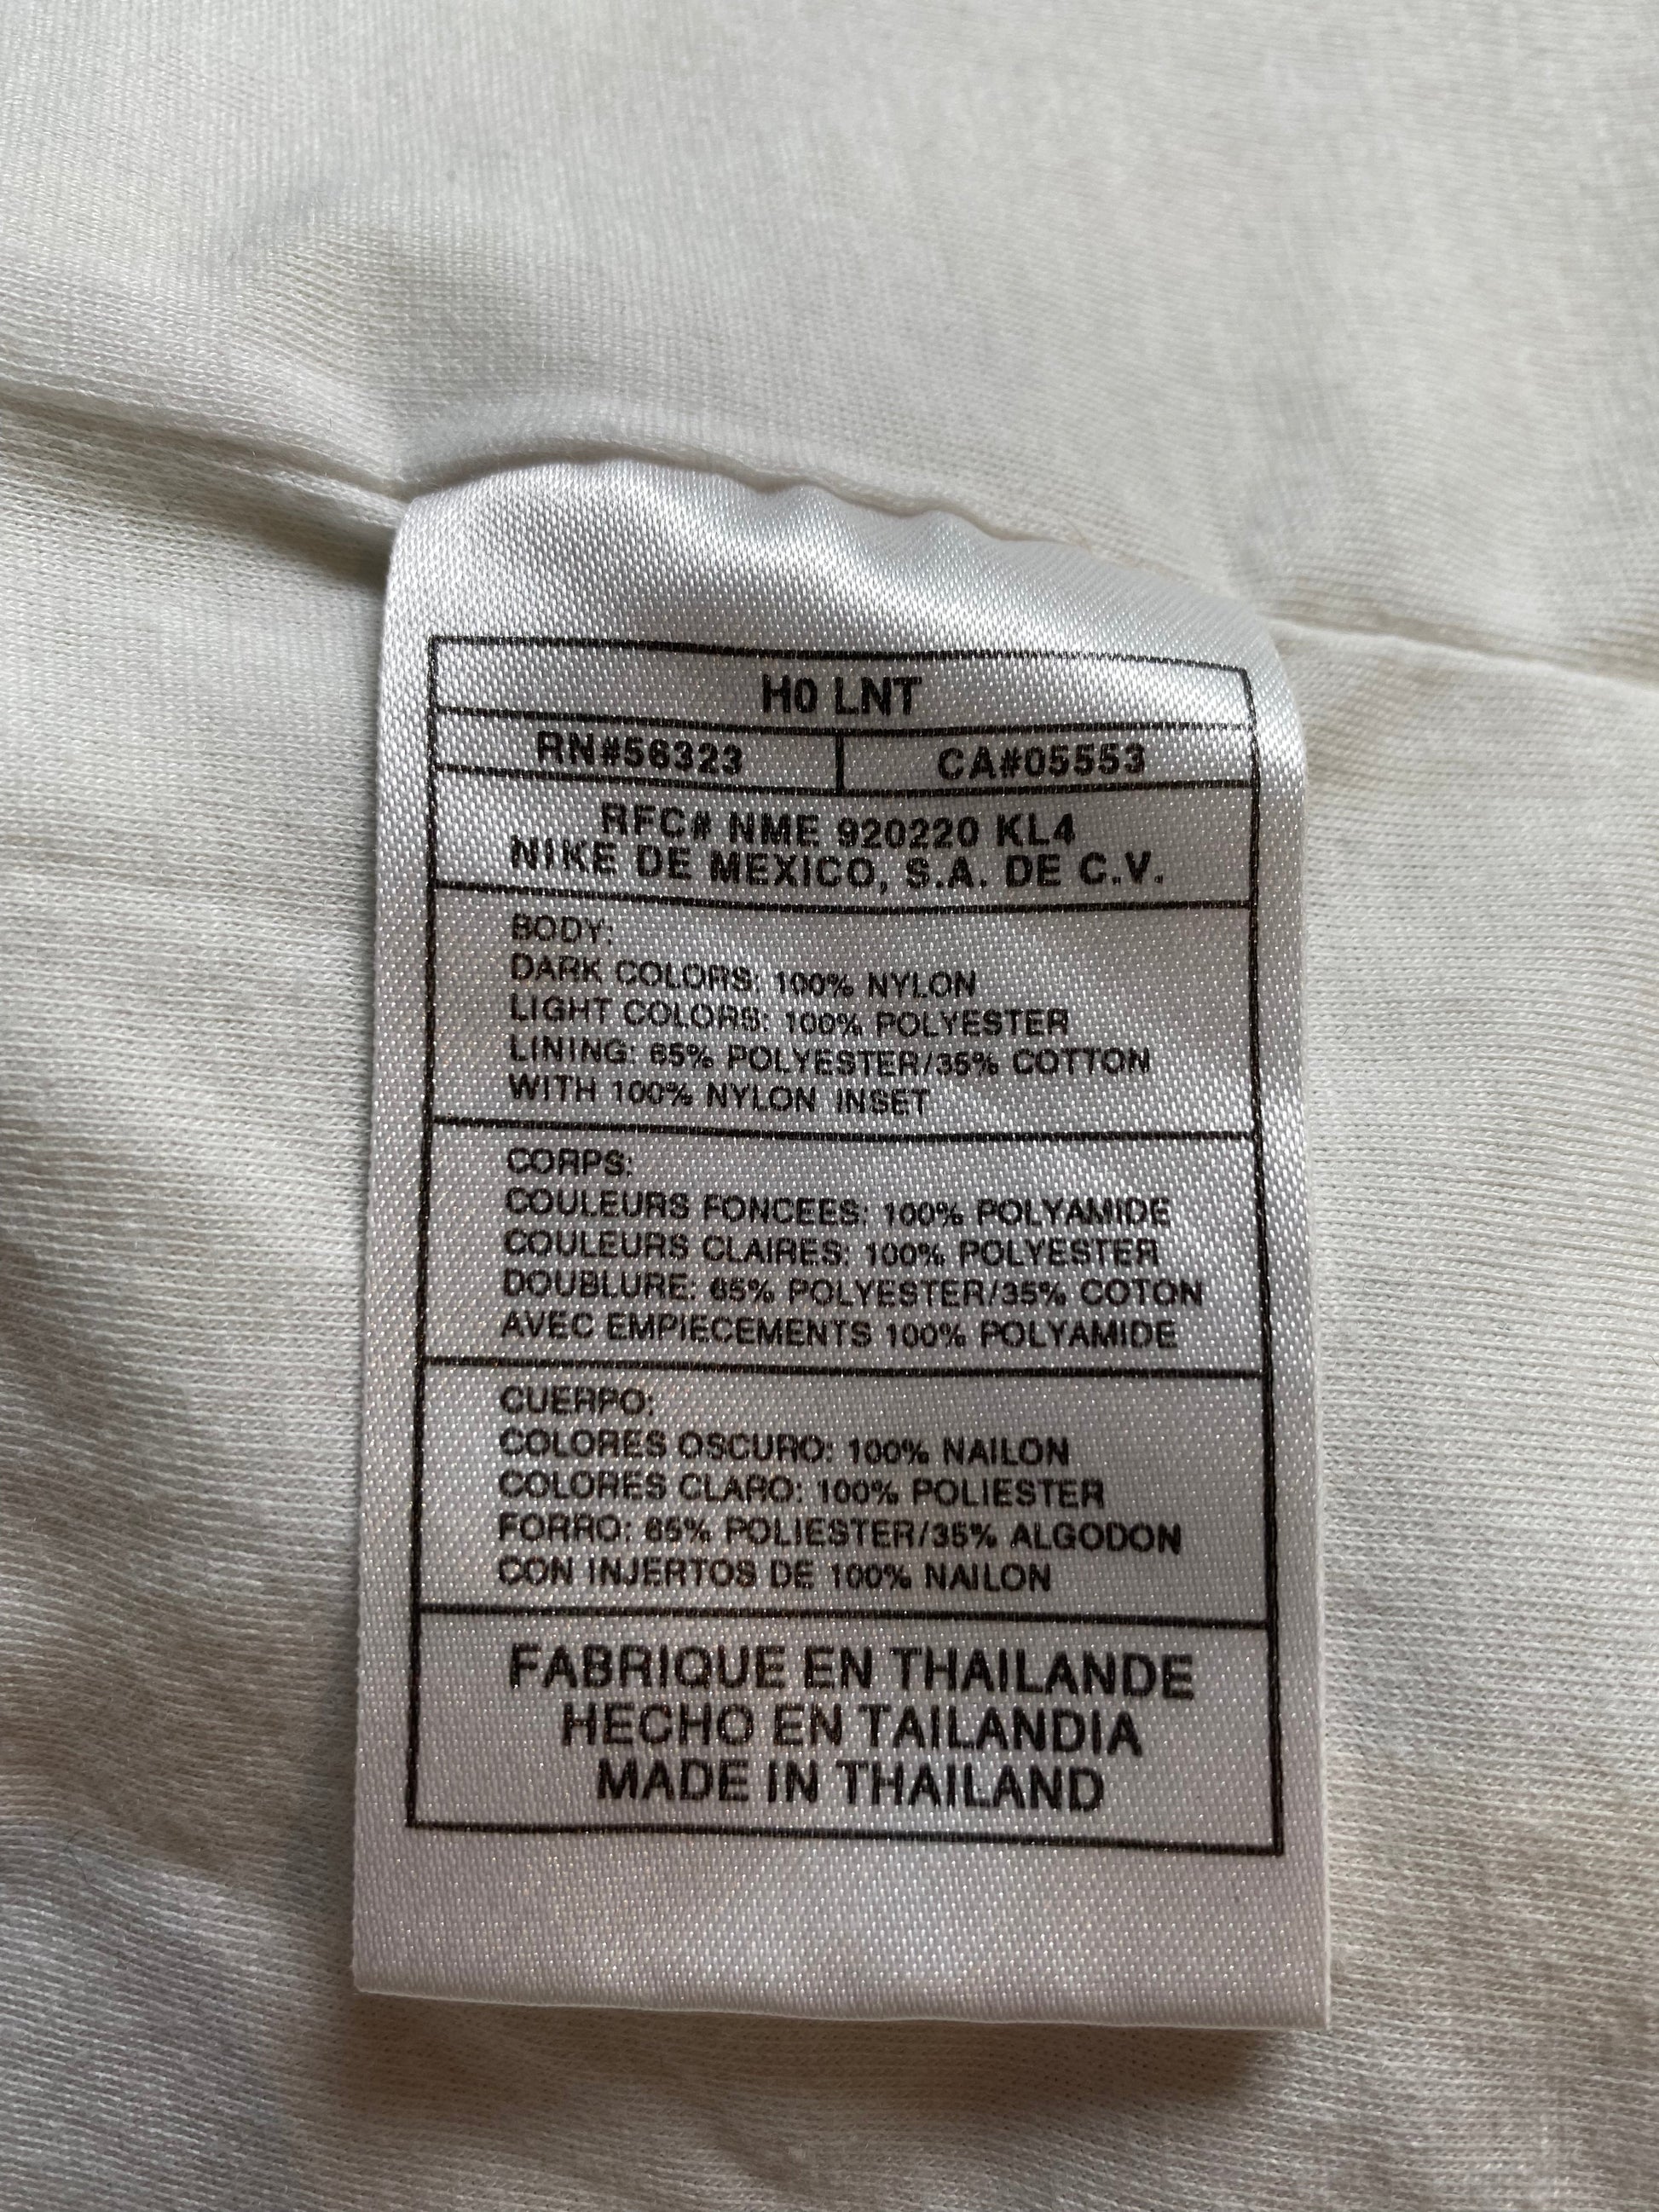 H0 LNT
RN#56323 CA#05553
RFC# NME 920220 KL4
NIKE DE MEXICO, S.A. DE C.V.
BODY:
DARK COLORS: 100% NYLON
LIGHT COLORS: 100% POLYESTER
LINING: 65% POLYESTER/35% COTTON
WITH 100% NYLON INSET
CORPS:
COULEURS FONCEES: 100% POLYAMIDE
COULEURS CLAIRES: 100% POLYESTER
DOUBLURE: 65% POLYESTER/35% COTON
AVEC EMPIECEMENTS 100% POLYAMIDE
CUERPO:
COLORES OSCURO: 100% NAILON
COLORES CLARO: 100% POLIESTER
FORRO: 65% POLIESTER/35% ALGODON
CON INJERTOS DE 100% NAILON
FABRIQUE EN THAILANDE
HECHO EN TAILANDIA
MADE IN THAILAND